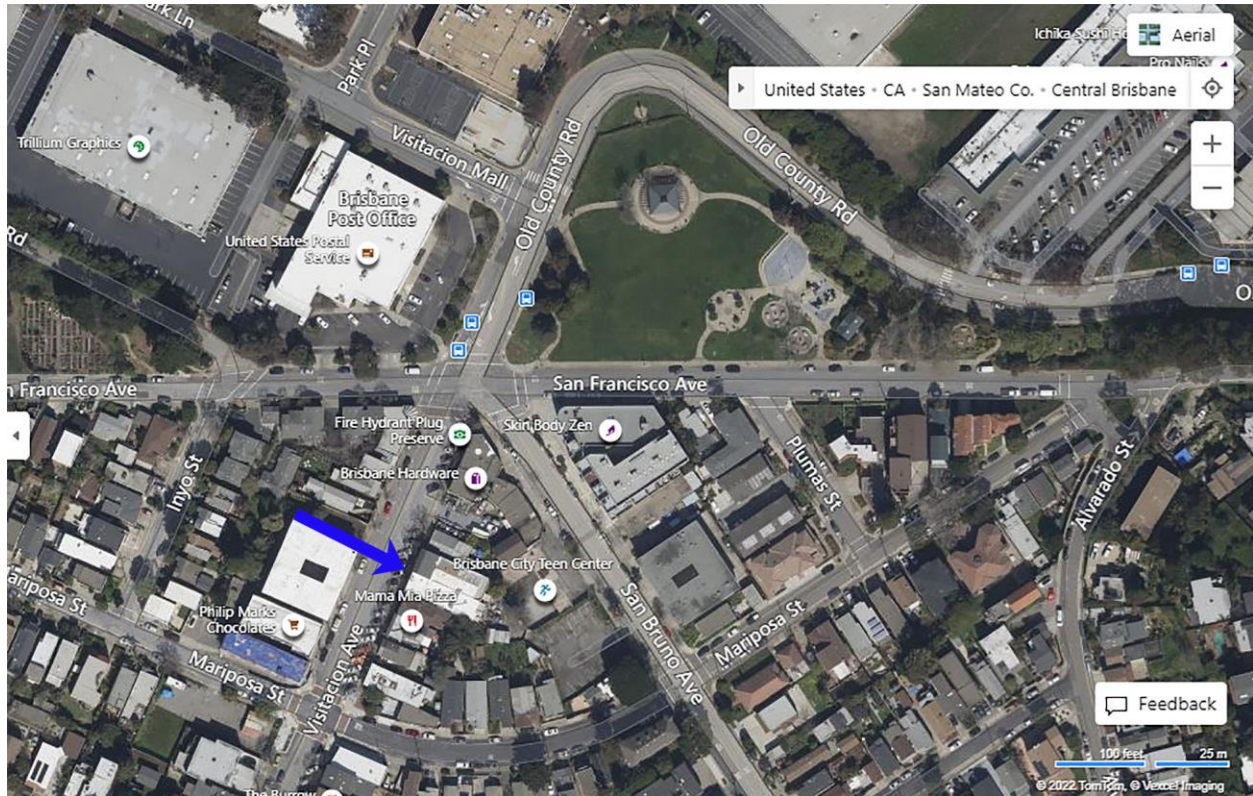 Park Ln
Park Pl
Ichika Sushi Ho
Aerial
Pro Nails
United States • CA • San Mateo Co. • Central Brisbane
Trillium Graphics
Visitacion Mall
Old County Rd
Old County Rd
Brisbane
Post Office
United States Postal
Service
Rd
O
San Francisco Ave
n Francisco Ave
Fire Hydrant Plug
Preserve
Skin Body Zen
Brisbane Hardware
Plumas St
Inyo St
Alvarado St
Brisbane City Teen Center
Mama Mia Pizza
ariposa St
Philip Marks
Chocolates
San Bruno Ave
Mariposa St
Mariposa St
Visitacion Ave
Feedback
100 feet
25 m
The Burrow
© 2022 TomTom, © Vexcel Imaging